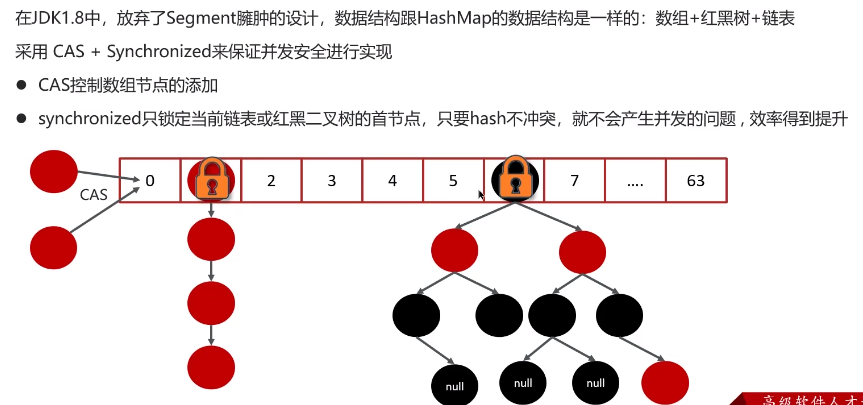 在JDK1.8中，放弃了Segment臃肿的设计，数据结构跟HashMap的数据结构是一样的：数组+红黑树+链表
采用 CAS + Synchronized来保证并发安全进行实现
● CAS控制数组节点的添加
● synchronized只锁定当前链表或红黑二叉树的首节点，只要hash不冲突，就不会产生并发的问题 , 效率得到提升
CAS
0 2 3 4 5 7 .... 63
null null null
高级软件人才